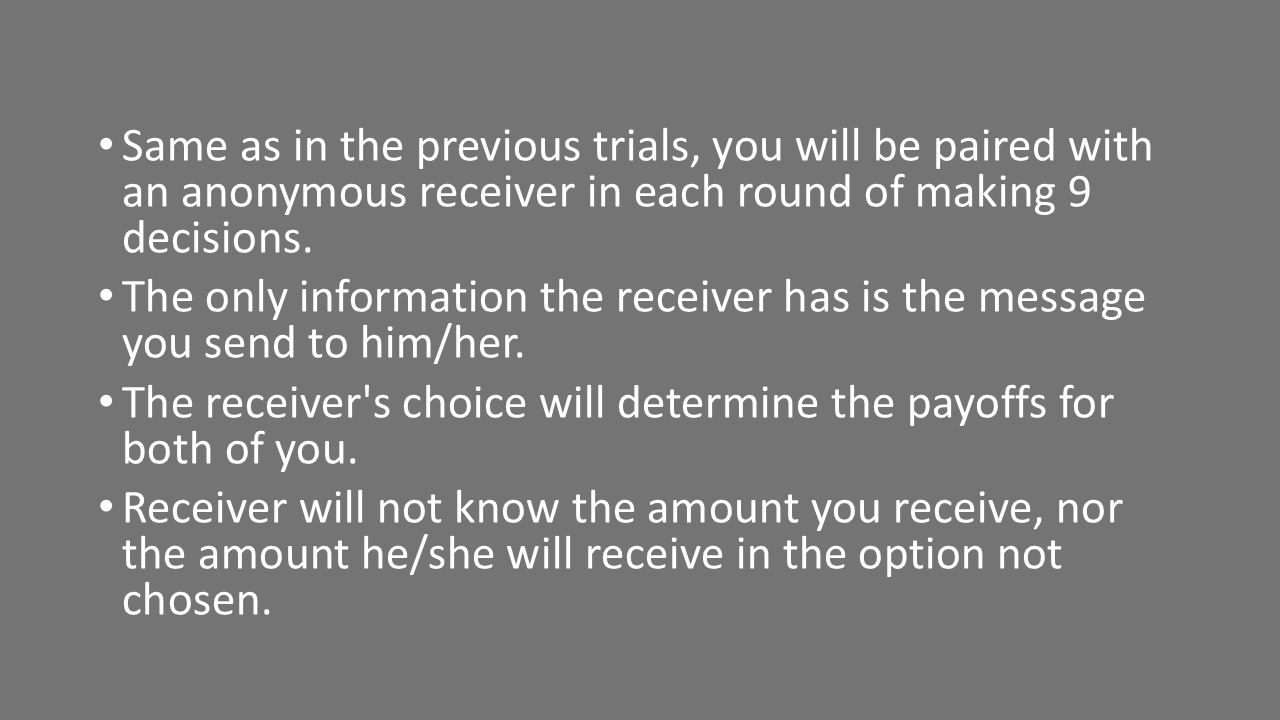 • Same as in the previous trials, you will be paired with
an anonymous receiver in each round of making 9
decisions.
• The only information the receiver has is the message
you send to him/her.
• The receiver's choice will determine the payoffs for
both of you.
• Receiver will not know the amount you receive, nor
the amount he/she will receive in the option not
chosen.